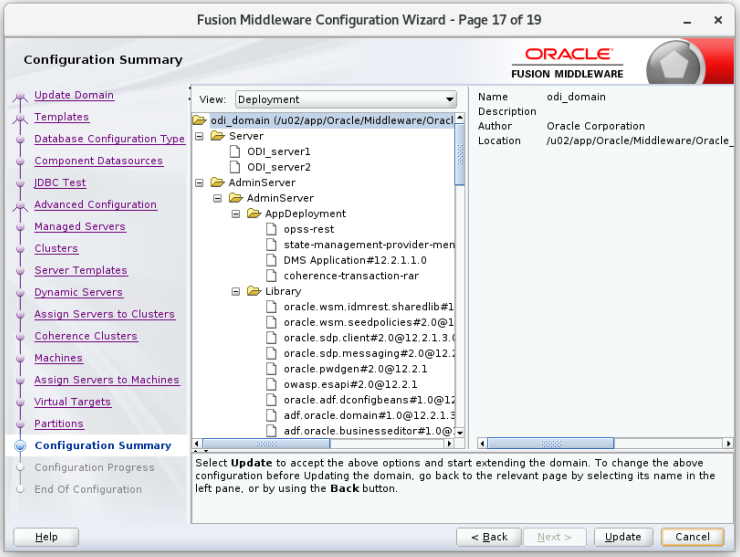 Fusion Middleware Configuration Wizard - Page 17 of 19
Configuration Summary
ORACLE
FUSION MIDDLEWARE
Update Domain
Templates
Database Configuration Type
Component Datasources
JDBC Test
Advanced Configuration
Managed Servers
Clusters
Server Templates
Dynamic Servers
Assign Servers to Clusters
Coherence Clusters
Machines
Assign Servers to Machines
Virtual Targets
Partitions
Configuration Summary
Configuration Progress
End Of Configuration
View: Deployment
odi_domain (/u02/app/Oracle/Middleware/Oracl
Server
ODI_server1
ODI_server2
AdminServer
AdminServer
AppDeployment
opss-rest
state-management-provider-men
DMS Application#12.2.1.1.0
coherence-transaction-rar
Library
oracle.wsm.idmrest.sharedlib#1
oracle.wsm.seedpolicies#2.0@1
oracle.sdp.client#2.0@12.2.1.3.0
oracle.sdp.messaging#2.0@12.2
oracle.pwdgen#2.0@12.2.1
owasp.esapi#2.0@12.2.1
oracle.adf.dconfigbeans#1.0@12
adf.oracle.domain#1.0@12.2.1.3
adf.oracle.businesseditor#1.0@
Name odi_domain
Description
Author Oracle Corporation
Location /u02/app/Oracle/Middleware/Oracle_
Select Update to accept the above options and start extending the domain. To change the above
configuration before Updating the domain, go back to the relevant page by selecting its name in the
left pane, or by using the Back button.
Help
< Back
Next >
Update
Cancel